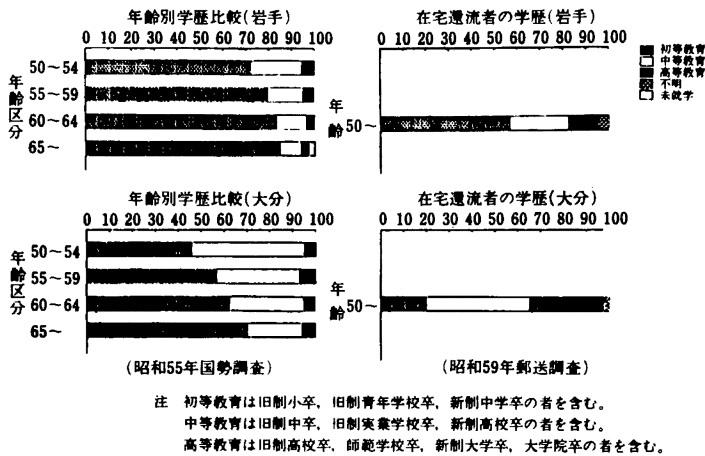 年齢別学歴比較(岩手)
0 10 20 30 40 50 60 70 80 90 100
年齢区分
50～54
55～59
60～64
65～
在宅還流者の学歴(岩手)
0 10 20 30 40 50 60 70 80 90 100
年齢
50～
初等教育
中等教育
高等教育
不明
未就学
年齢別学歴比較(大分)
0 10 20 30 40 50 60 70 80 90 100
年齢区分
50～54
55～59
60～64
65～
(昭和55年国勢調査)
在宅還流者の学歴(大分)
0 10 20 30 40 50 60 70 80 90 100
年齢
50～
(昭和59年郵送調査)
注 初等教育は旧制小卒，旧制青年学校卒，新制中学卒の者を含む。
中等教育は旧制中卒，旧制実業学校卒，新制高校卒の者を含む。
高等教育は旧制高校卒，師範学校卒，新制大学卒，大学院卒の者を含む。